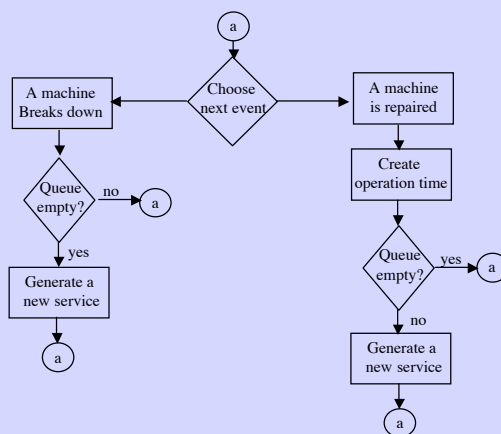 a
Choose
next event
A machine
Breaks down
A machine
is repaired
Queue
empty?
no
a
yes
Generate a
new service
a
Create
operation time
Queue
empty?
yes
a
no
Generate a
new service
a